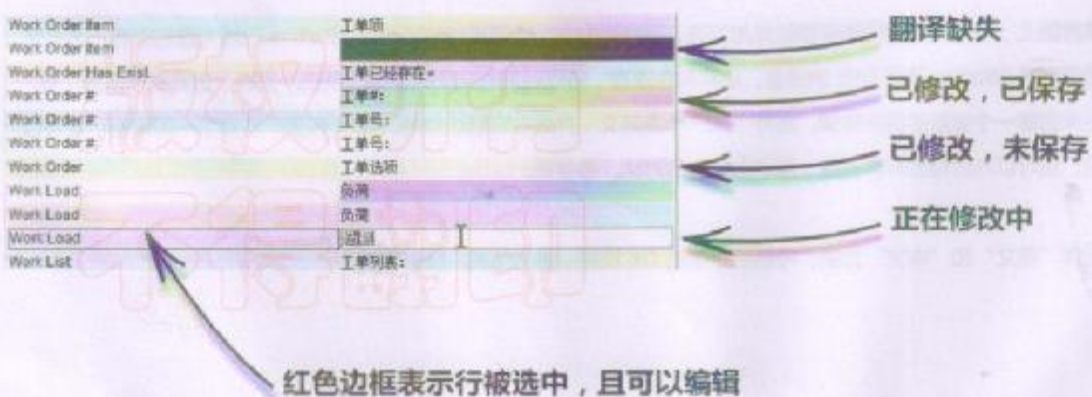 Work Order Item 工单项
Work Order Item
翻译缺失
Work Order Has Exist 工单已经存在。
Work Order #: 工单#:
已修改，已保存
Work Order #: 工单号:
Work Order #: 工单号:
已修改，未保存
Work Order 工单选项
Work Load 负荷
Work Load 负荷
Work Load
正在修改中
Work List 工单列表:
红色边框表示行被选中，且可以编辑